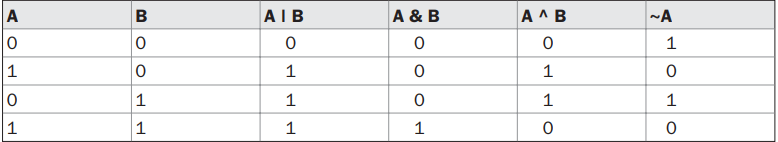 A B A | B A & B A ^ B ~A
0 0 0 0 0 1
1 0 1 0 1 0
0 1 1 0 1 1
1 1 1 1 0 0